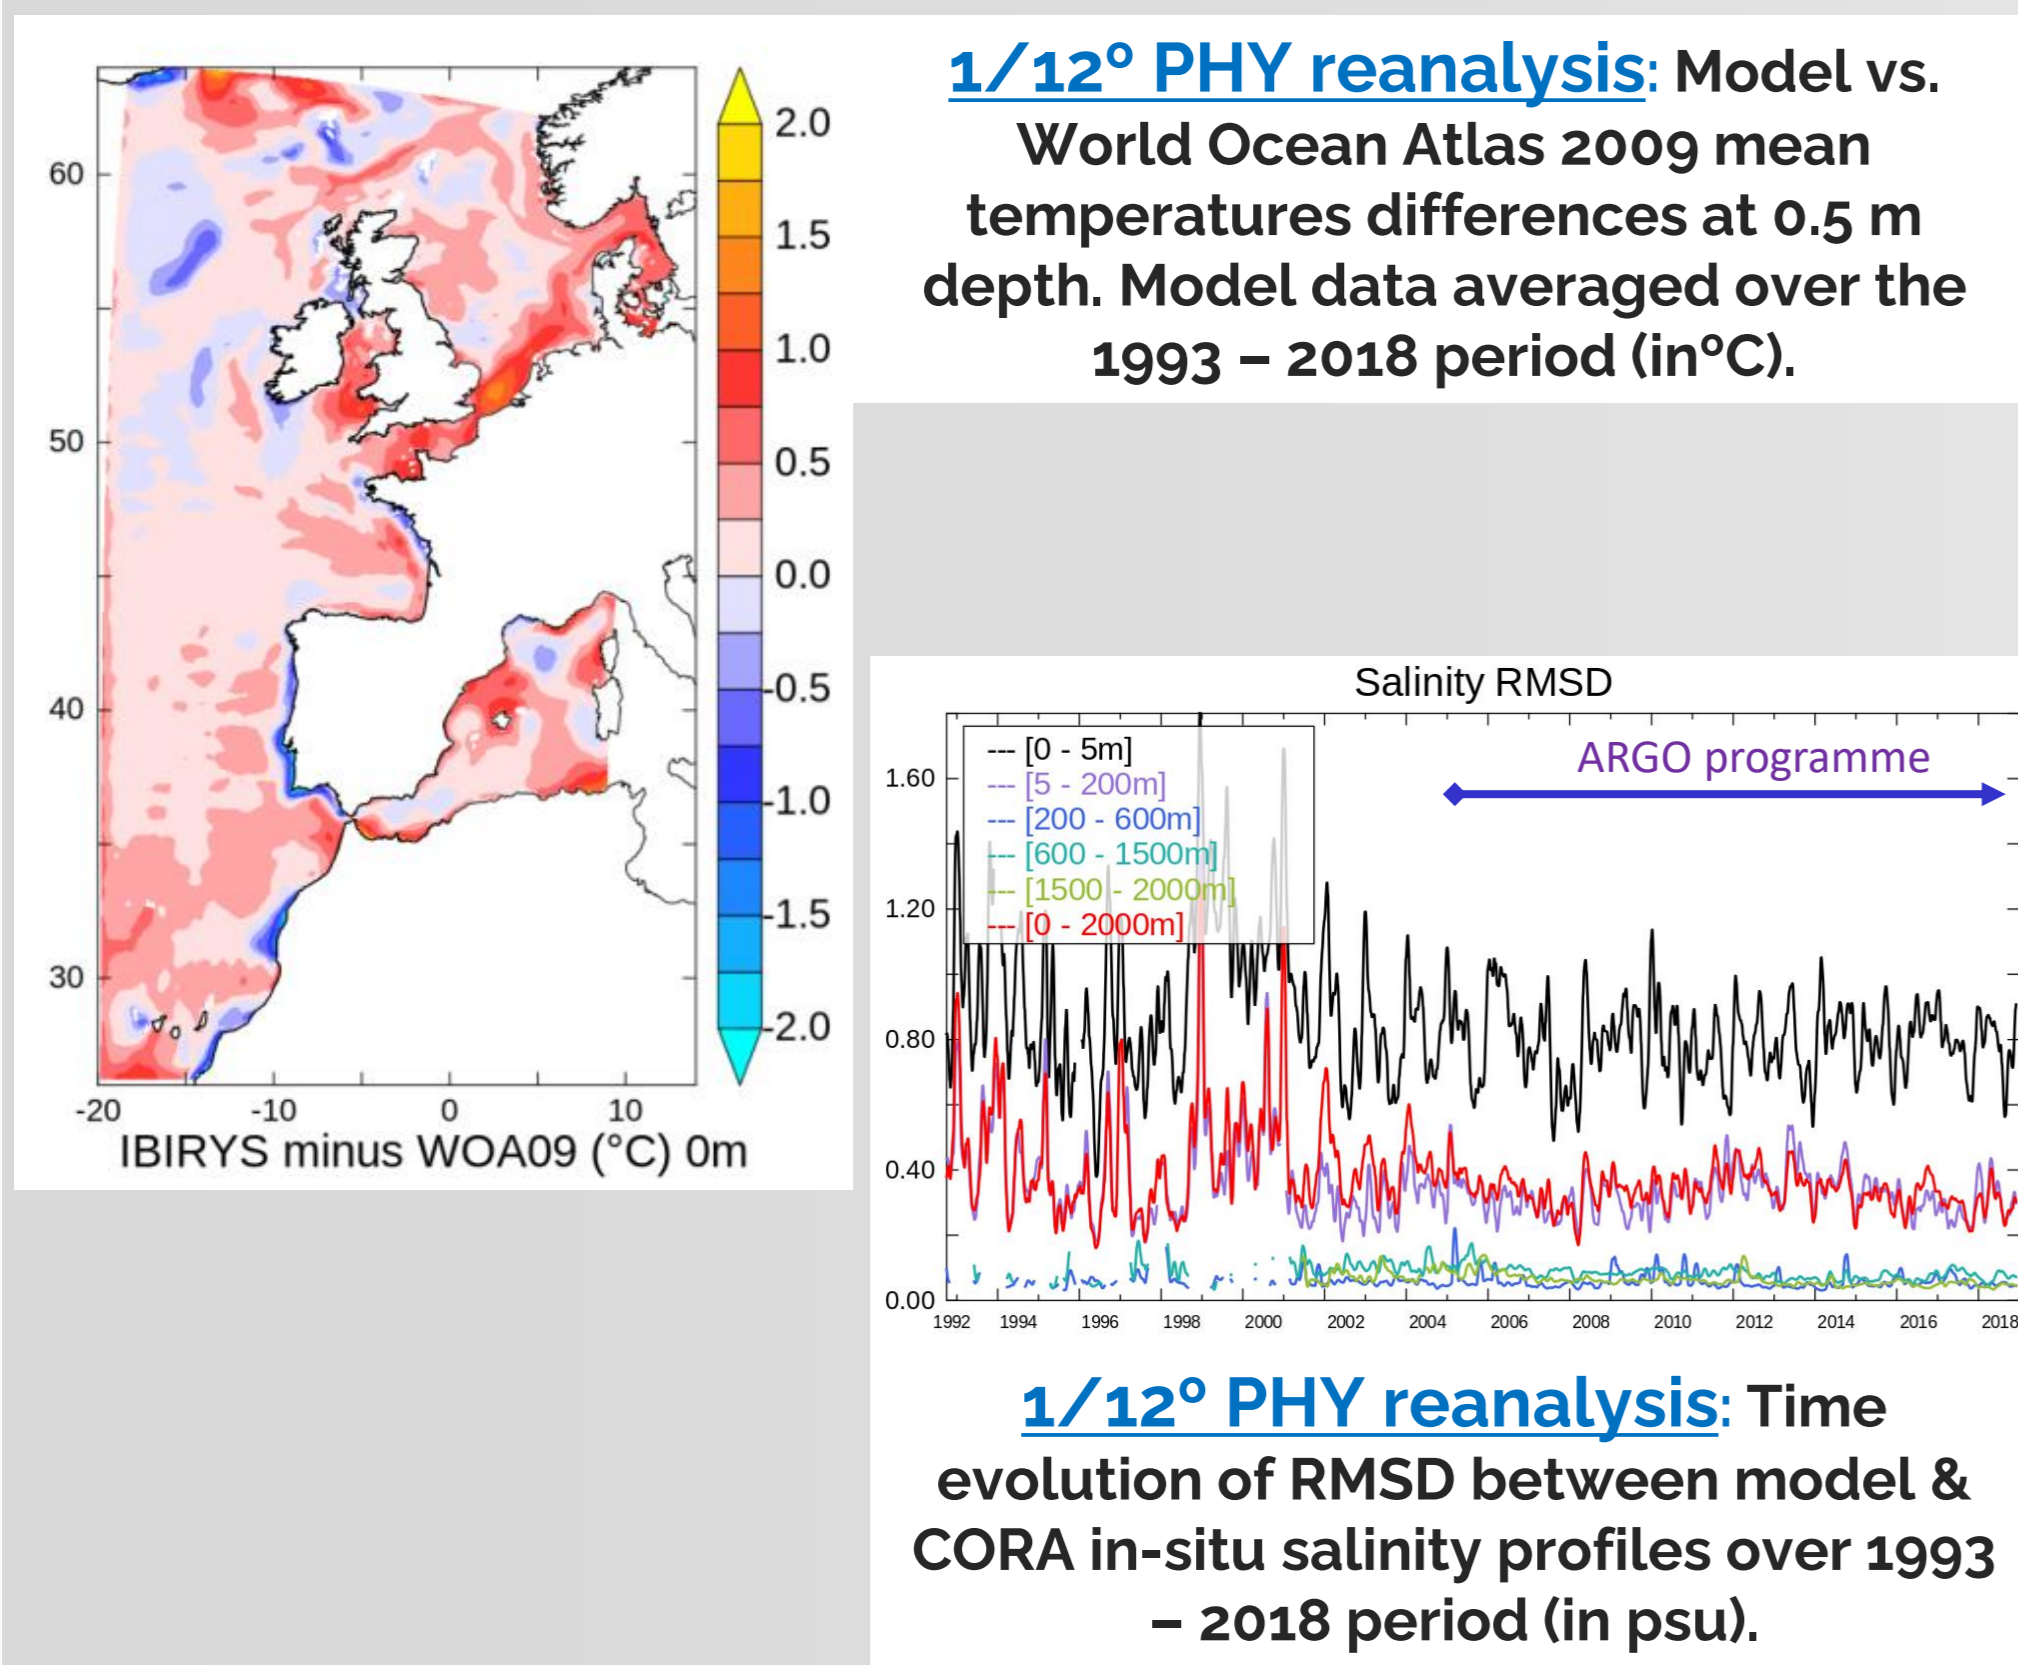 1/12º PHY reanalysis: Model vs.
World Ocean Atlas 2009 mean
temperatures differences at 0.5 m
depth. Model data averaged over the
1993 – 2018 period (inºC).
60
50
40
30
-20 -10 0 10
2.0
1.5
1.0
0.5
0.0
-0.5
-1.0
-1.5
-2.0
IBIRYS minus WOA09 (°C) 0m
Salinity RMSD
--- [0 - 5m]
--- [5 - 200m]
--- [200 - 600m]
--- [600 - 1500m]
--- [1500 - 2000m]
--- [0 - 2000m]
ARGO programme
1.60
1.20
0.80
0.40
0.00
1992 1994 1996 1998 2000 2002 2004 2006 2008 2010 2012 2014 2016 2018
1/12º PHY reanalysis: Time
evolution of RMSD between model &
CORA in-situ salinity profiles over 1993
– 2018 period (in psu).